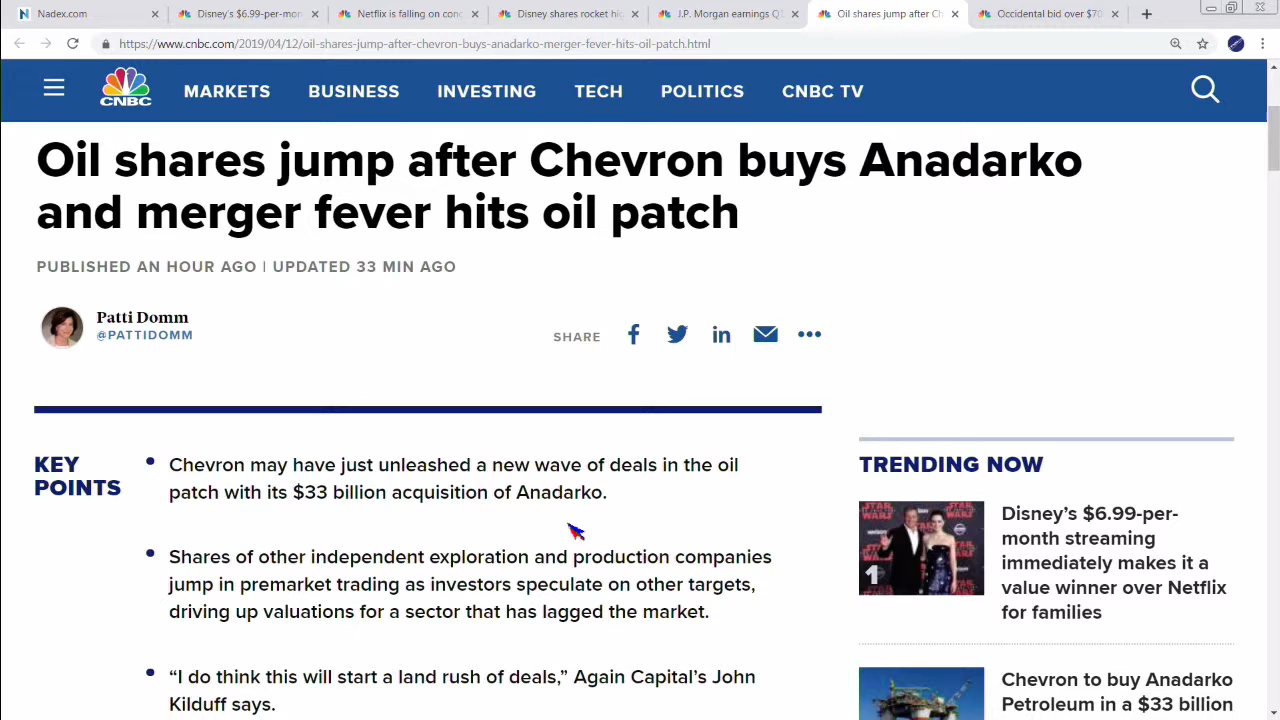 Nadex.com
Disney's $6.99-per-mon
Netflix is falling on conc
Disney shares rocket hig
J.P. Morgan earnings Q1
Oil shares jump after Ch
Occidental bid over $70
https://www.cnbc.com/2019/04/12/oil-shares-jump-after-chevron-buys-anadarko-merger-fever-hits-oil-patch.html
CNBC
MARKETS BUSINESS INVESTING TECH POLITICS CNBC TV
Oil shares jump after Chevron buys Anadarko
and merger fever hits oil patch
PUBLISHED AN HOUR AGO | UPDATED 33 MIN AGO
Patti Domm
@PATTIDOMM
SHARE
KEY
POINTS
• Chevron may have just unleashed a new wave of deals in the oil
patch with its $33 billion acquisition of Anadarko.
• Shares of other independent exploration and production companies
jump in premarket trading as investors speculate on other targets,
driving up valuations for a sector that has lagged the market.
• “I do think this will start a land rush of deals,” Again Capital’s John
Kilduff says.
TRENDING NOW
STAR WARS
1
Disney’s $6.99-per-
month streaming
immediately makes it a
value winner over Netflix
for families
Chevron to buy Anadarko
Petroleum in a $33 billion